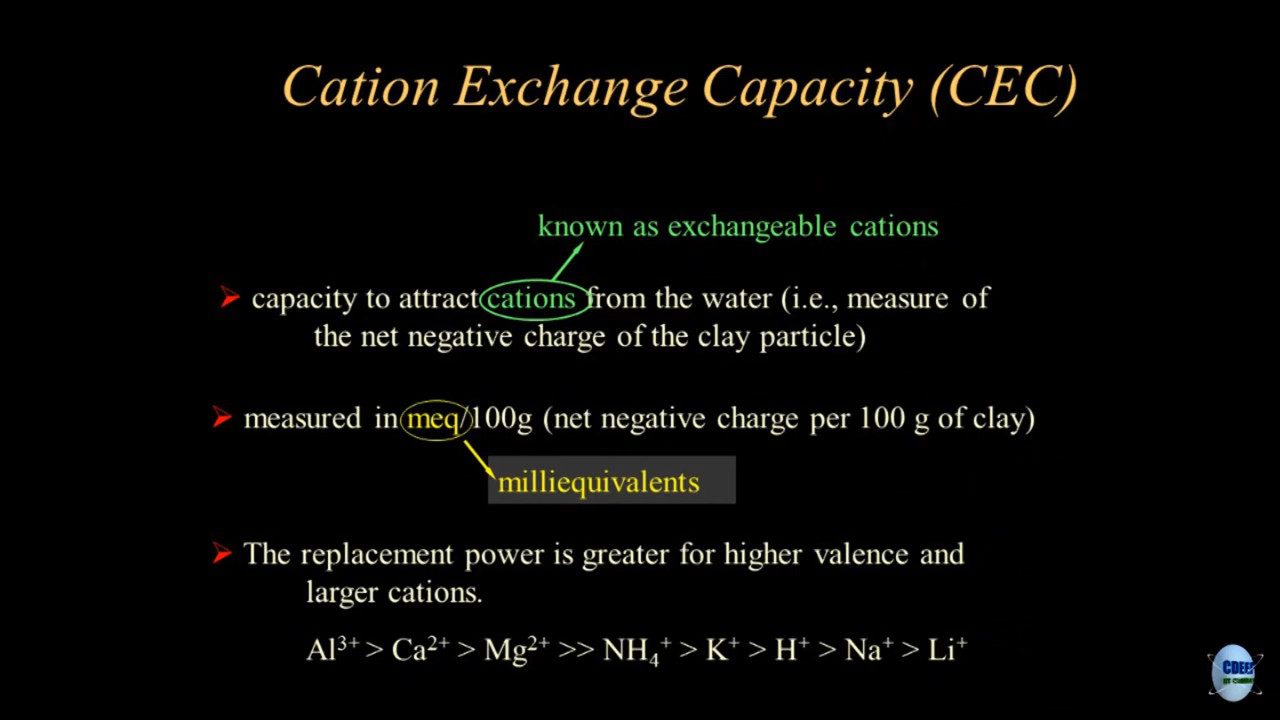 Cation Exchange Capacity (CEC)
known as exchangeable cations
capacity to attract cations from the water (i.e., measure of
the net negative charge of the clay particle)
measured in meq/100g (net negative charge per 100 g of clay)
milliequivalents
The replacement power is greater for higher valence and
larger cations.
Al³⁺ > Ca²⁺ > Mg²⁺ >> NH₄⁺ > K⁺ > H⁺ > Na⁺ > Li⁺
CDEEP